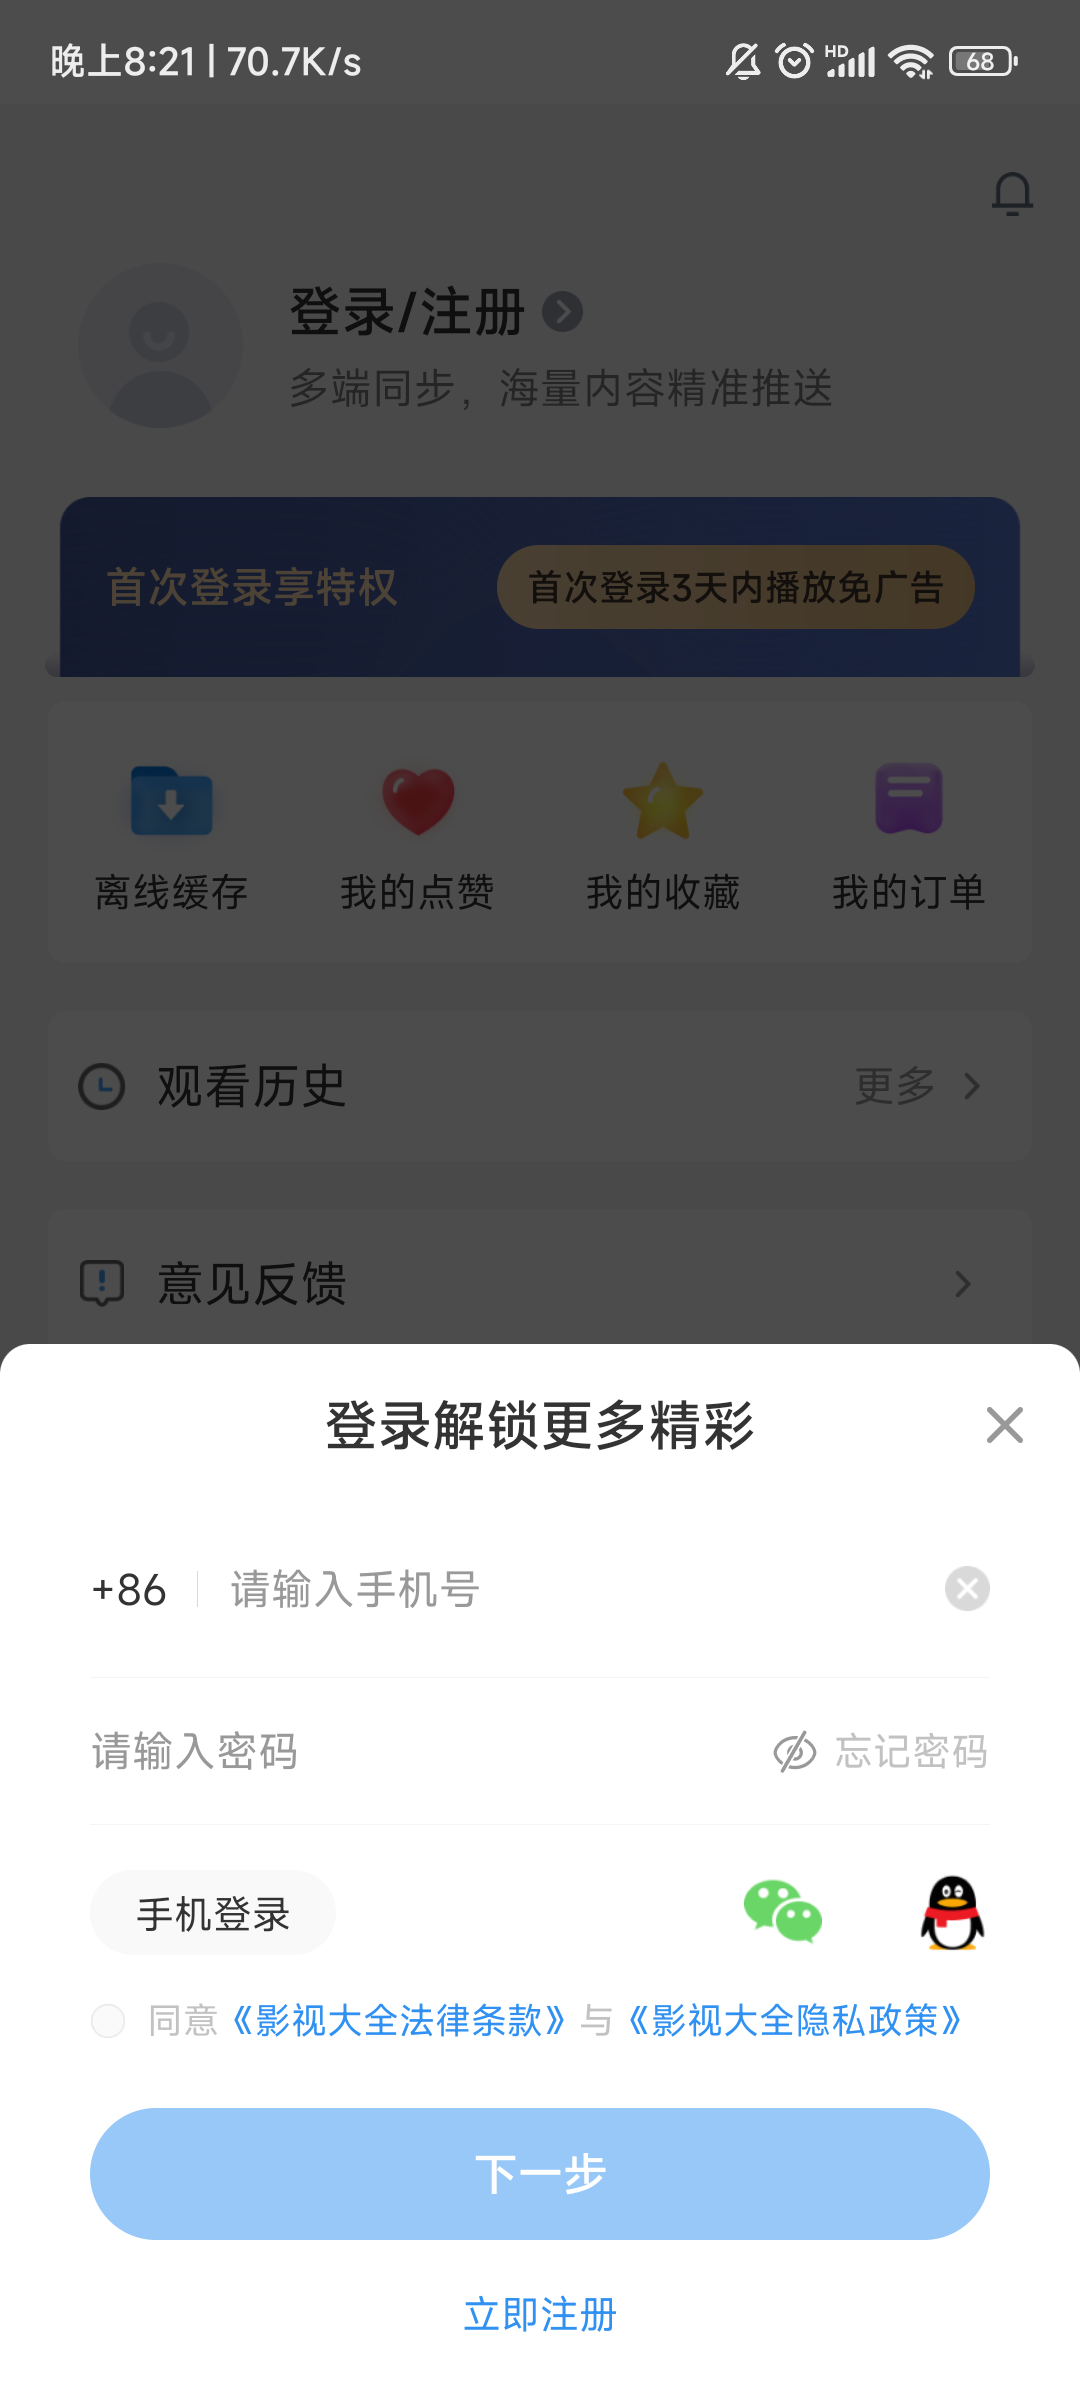 晚上8:21 | 70.7K/s
HD
68
登录/注册
多端同步，海量内容精准推送
首次登录享特权
首次登录3天内播放免广告
离线缓存 我的点赞 我的收藏 我的订单
观看历史 更多
意见反馈
登录解锁更多精彩
+86 请输入手机号
请输入密码 忘记密码
手机登录
同意《影视大全法律条款》与《影视大全隐私政策》
下一步
立即注册